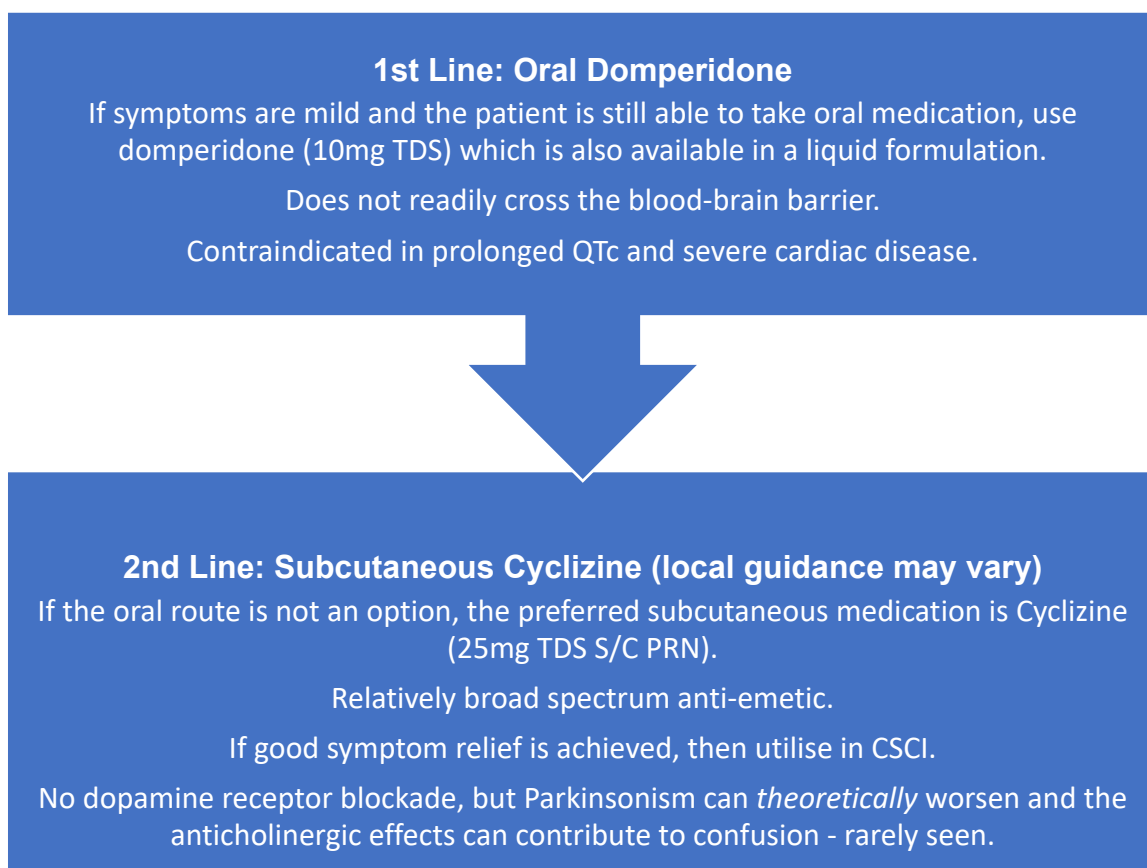 1st Line: Oral Domperidone
If symptoms are mild and the patient is still able to take oral medication, use
domperidone (10mg TDS) which is also available in a liquid formulation.
Does not readily cross the blood-brain barrier.
Contraindicated in prolonged QTc and severe cardiac disease.
2nd Line: Subcutaneous Cyclizine (local guidance may vary)
If the oral route is not an option, the preferred subcutaneous medication is Cyclizine
(25mg TDS S/C PRN).
Relatively broad spectrum anti-emetic.
If good symptom relief is achieved, then utilise in CSCI.
No dopamine receptor blockade, but Parkinsonism can theoretically worsen and the
anticholinergic effects can contribute to confusion - rarely seen.